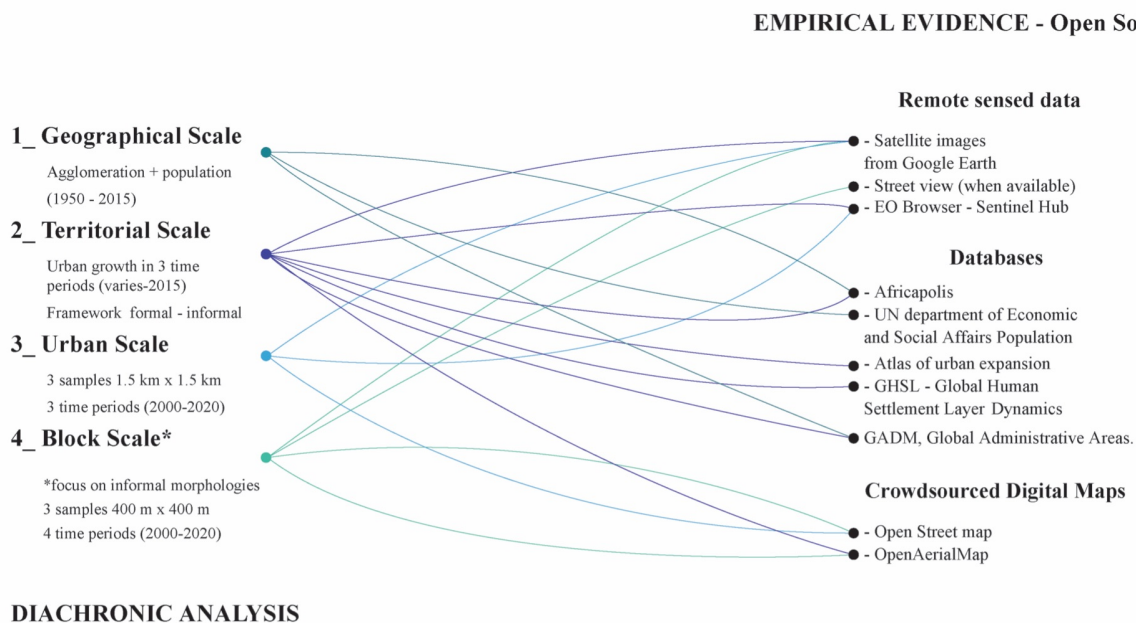 EMPIRICAL EVIDENCE - Open So
1_ Geographical Scale
Agglomeration + population
(1950 - 2015)
2_ Territorial Scale
Urban growth in 3 time
periods (varies-2015)
Framework formal - informal
3_ Urban Scale
3 samples 1.5 km x 1.5 km
3 time periods (2000-2020)
4_ Block Scale*
*focus on informal morphologies
3 samples 400 m x 400 m
4 time periods (2000-2020)
Remote sensed data
- Satellite images
from Google Earth
- Street view (when available)
- EO Browser - Sentinel Hub
Databases
- Africapolis
- UN department of Economic
and Social Affairs Population
- Atlas of urban expansion
- GHSL - Global Human
Settlement Layer Dynamics
GADM, Global Administrative Areas.
Crowdsourced Digital Maps
- Open Street map
- OpenAerialMap
DIACHRONIC ANALYSIS